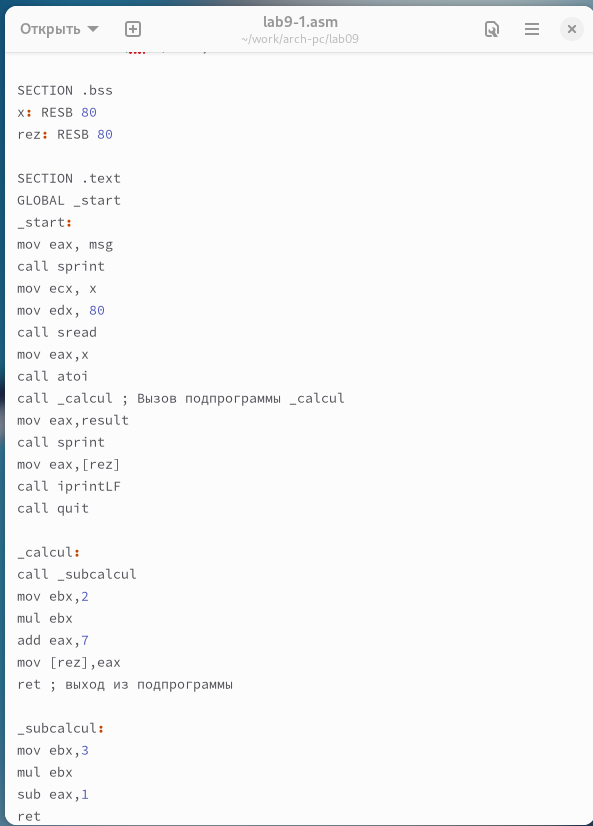 Открыть
lab9-1.asm
~/work/arch-pc/lab09
SECTION .bss
x: RESB 80
rez: RESB 80
SECTION .text
GLOBAL _start
_start:
mov eax, msg
call sprint
mov ecx, x
mov edx, 80
call sread
mov eax,x
call atoi
call _calcul ; Вызов подпрограммы _calcul
mov eax,result
call sprint
mov eax,[rez]
call iprintLF
call quit
_calcul:
call _subcalcul
mov ebx,2
mul ebx
add eax,7
mov [rez],eax
ret ; выход из подпрограммы
_subcalcul:
mov ebx,3
mul ebx
sub eax,1
ret